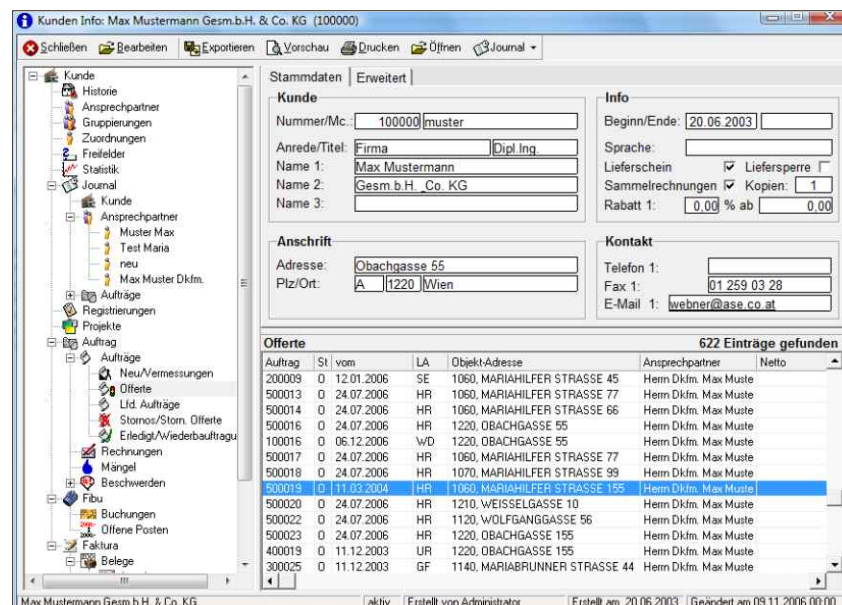 Kunden Info: Max Mustermann Gesm.b.H. & Co. KG (100000)
Schließen Bearbeiten Exportieren Vorschau Drucken Öffnen Journal
Kunde
Historie
Ansprechpartner
Gruppierungen
Zuordnungen
Freifelder
Statistik
Journal
Kunde
Ansprechpartner
Muster Max
Test Maria
neu
Max Muster Dkfm.
Aufträge
Registrierungen
Projekte
Auftrag
Aufträge
Neu/Vermessungen
Offerte
Lfd. Aufträge
Stornos/Storn. Offerte
Erledigt/Wiederbeauftragu
Rechnungen
Mängel
Beschwerden
Fibu
Buchungen
Offene Posten
Faktura
Belege
Stammdaten Erweitert
Kunde
Nummer/Mc.: 100000 muster
Anrede/Titel: Firma Dipl.Ing.
Name 1: Max Mustermann
Name 2: Gesm.b.H. _Co. KG
Name 3:
Info
Beginn/Ende: 20.06.2003
Sprache:
Lieferschein Liefersperre
Sammelrechnungen Kopien: 1
Rabatt 1: 0,00 % ab 0,00
Anschrift
Adresse: Obachgasse 55
Plz/Ort: A 1220 Wien
Kontakt
Telefon 1:
Fax 1: 01 259 03 28
E-Mail 1: webner@ase.co.at
Offerte 622 Einträge gefunden
Auftrag St vom LA Objekt-Adresse Ansprechpartner Netto
200009 O 12.01.2006 SE 1060, MARIAHILFER STRASSE 45 Herrn Dkfm. Max Muste
500013 O 24.07.2006 HR 1060, MARIAHILFER STRASSE 77 Herrn Dkfm. Max Muste
500014 O 24.07.2006 HR 1060, MARIAHILFER STRASSE 66 Herrn Dkfm. Max Muste
500016 O 24.07.2006 HR 1220, OBACHGASSE 55 Herrn Dkfm. Max Muste
100016 O 06.12.2006 WD 1220, OBACHGASSE 55 Herrn Dkfm. Max Muste
500017 O 24.07.2006 HR 1060, MARIAHILFER STRASSE 77 Herrn Dkfm. Max Muste
500018 O 24.07.2006 HR 1070, MARIAHILFER STRASSE 99 Herrn Dkfm. Max Muste
500019 O 11.03.2004 HR 1060, MARIAHILFER STRASSE 155 Herrn Dkfm. Max Muste
500020 O 24.07.2006 HR 1210, WEISSELGASSE 10 Herrn Dkfm. Max Muste
500022 O 24.07.2006 HR 1120, WOLFGANGGASSE 56 Herrn Dkfm. Max Muste
500023 O 24.07.2006 HR 1220, OBACHGASSE 155 Herrn Dkfm. Max Muste
400019 O 11.12.2003 UR 1220, OBACHGASSE 155 Herrn Dkfm. Max Muste
300025 O 11.12.2003 GF 1140, MARIABRUNNER STRASSE 44 Herrn Dkfm. Max Muste
Max Mustermann Gesm.b.H. & Co. KG aktiv Erstellt von Administrator Erstellt am 20.06.2003 Geändert am 09.11.2006 00:00